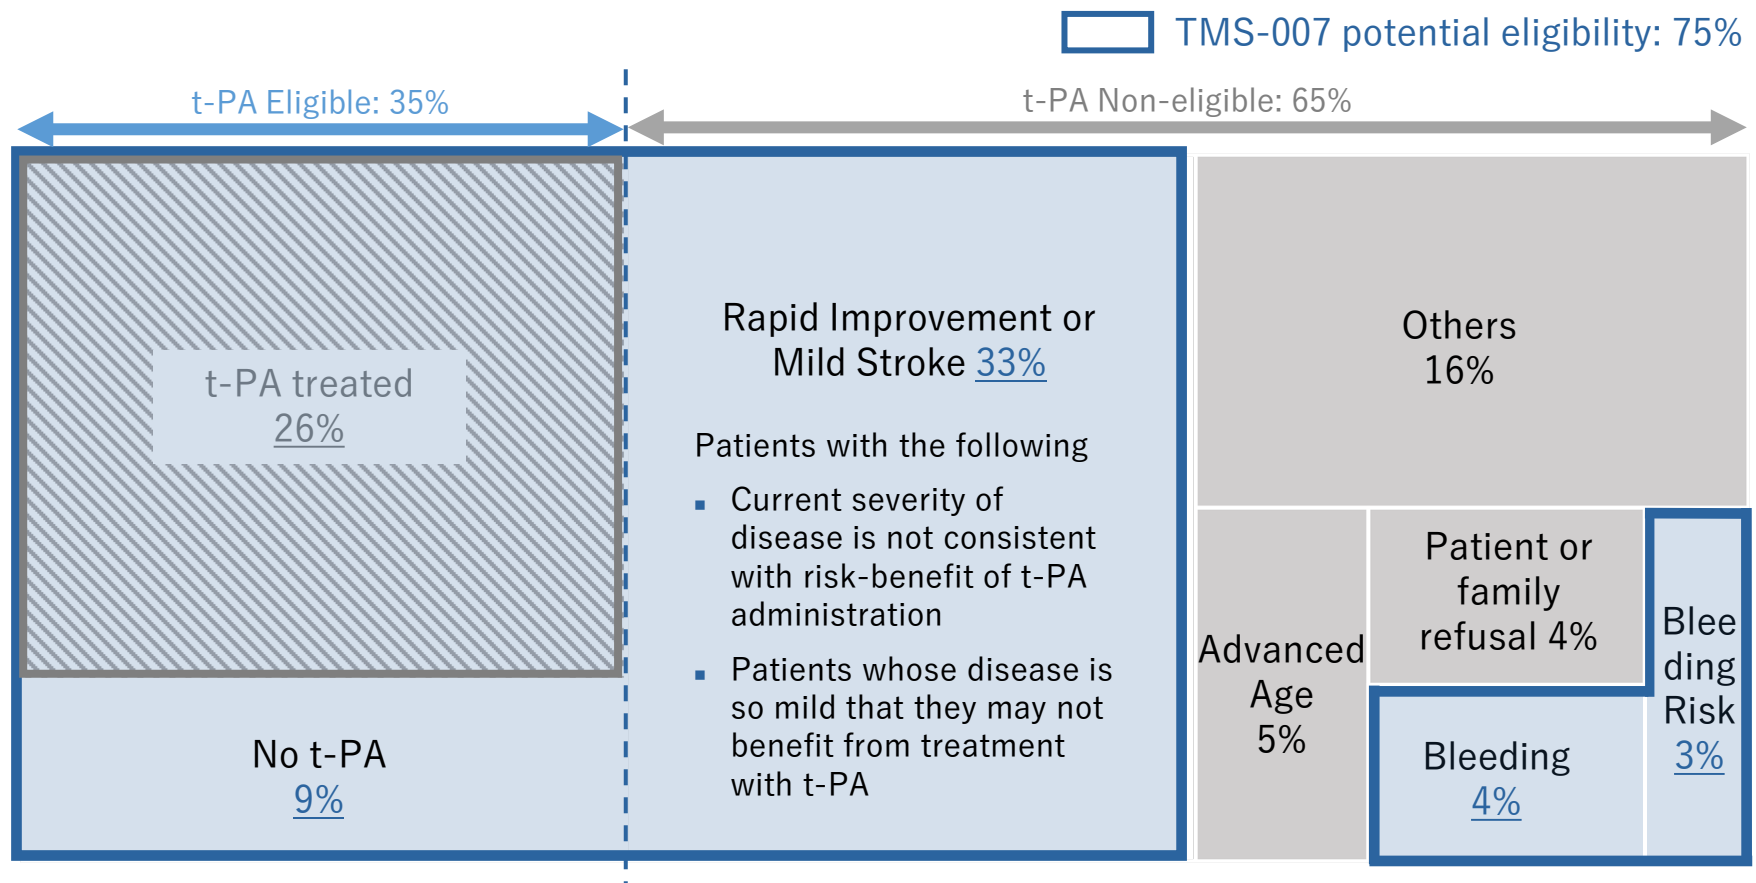 TMS-007 potential eligibility: 75%
t-PA Eligible: 35%
t-PA Non-eligible: 65%
t-PA treated
26%
No t-PA
9%
Rapid Improvement or
Mild Stroke 33%
Patients with the following
▪ Current severity of
disease is not consistent
with risk-benefit of t-PA
administration
▪ Patients whose disease is
so mild that they may not
benefit from treatment
with t-PA
Others
16%
Advanced
Age
5%
Patient or
family
refusal 4%
Bleeding
4%
Blee
ding
Risk
3%